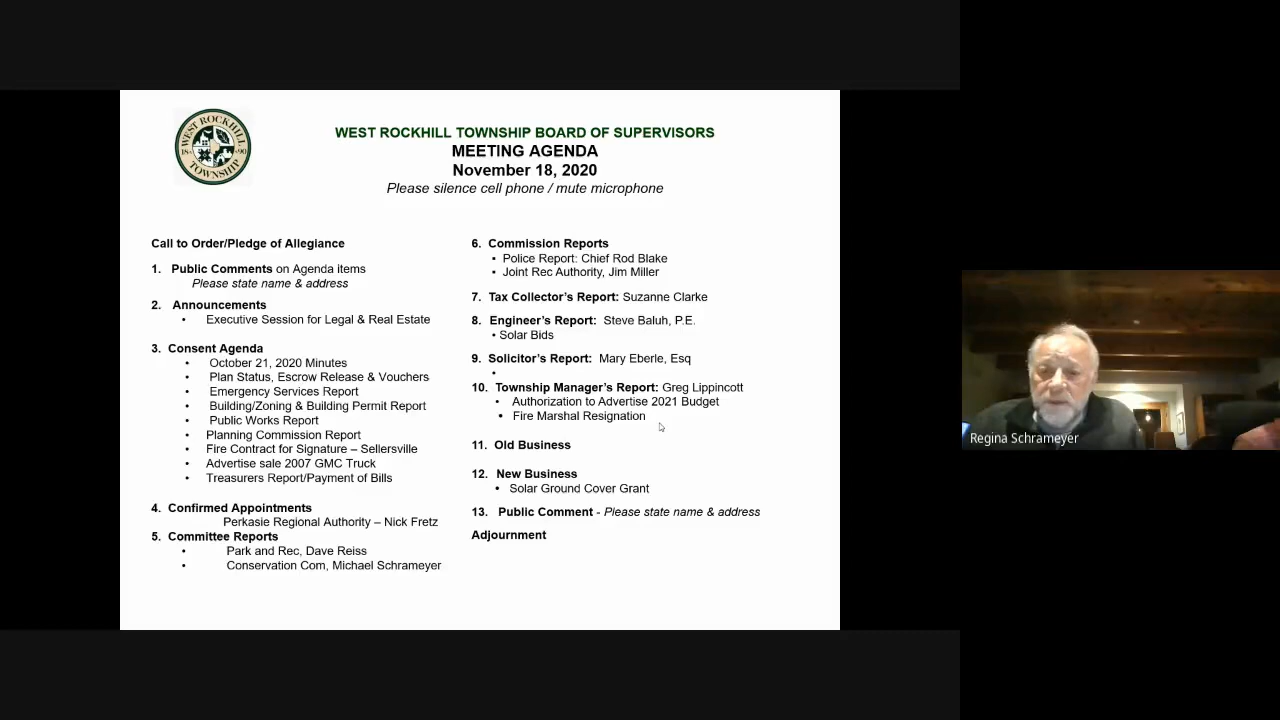 WEST ROCKHILL
18 90
TOWNSHIP
WEST ROCKHILL TOWNSHIP BOARD OF SUPERVISORS
MEETING AGENDA
November 18, 2020
Please silence cell phone / mute microphone
Call to Order/Pledge of Allegiance
1. Public Comments on Agenda items
Please state name & address
2. Announcements
• Executive Session for Legal & Real Estate
3. Consent Agenda
• October 21, 2020 Minutes
• Plan Status, Escrow Release & Vouchers
• Emergency Services Report
• Building/Zoning & Building Permit Report
• Public Works Report
• Planning Commission Report
• Fire Contract for Signature – Sellersville
• Advertise sale 2007 GMC Truck
• Treasurers Report/Payment of Bills
4. Confirmed Appointments
Perkasie Regional Authority – Nick Fretz
5. Committee Reports
• Park and Rec, Dave Reiss
• Conservation Com, Michael Schrameyer
6. Commission Reports
• Police Report: Chief Rod Blake
• Joint Rec Authority, Jim Miller
7. Tax Collector's Report: Suzanne Clarke
8. Engineer's Report: Steve Baluh, P.E.
• Solar Bids
9. Solicitor's Report: Mary Eberle, Esq
•
10. Township Manager's Report: Greg Lippincott
• Authorization to Advertise 2021 Budget
• Fire Marshal Resignation
11. Old Business
12. New Business
• Solar Ground Cover Grant
13. Public Comment - Please state name & address
Adjournment
Regina Schrameyer